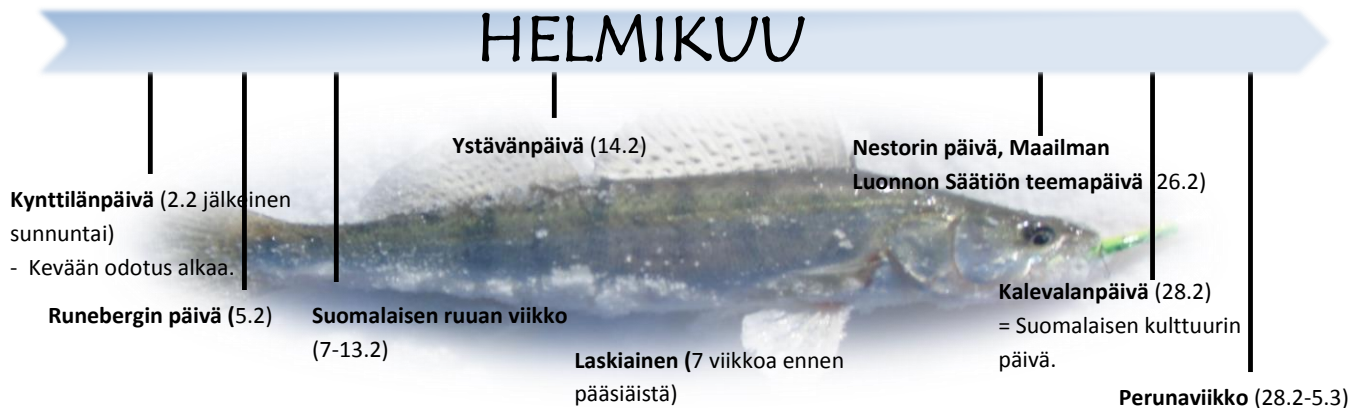 HELMIKUU
Ystävänpäivä (14.2)
Nestorin päivä, Maailman
Luonnon Säätiön teemapäivä (26.2)
Kynttilänpäivä (2.2 jälkeinen
sunnuntai)
- Kevään odotus alkaa.
Runebergin päivä (5.2)
Suomalaisen ruuan viikko
(7-13.2)
Laskiainen (7 viikkoa ennen
pääsiäistä)
Kalevalanpäivä (28.2)
= Suomalaisen kulttuurin
päivä.
Perunaviikko (28.2-5.3)